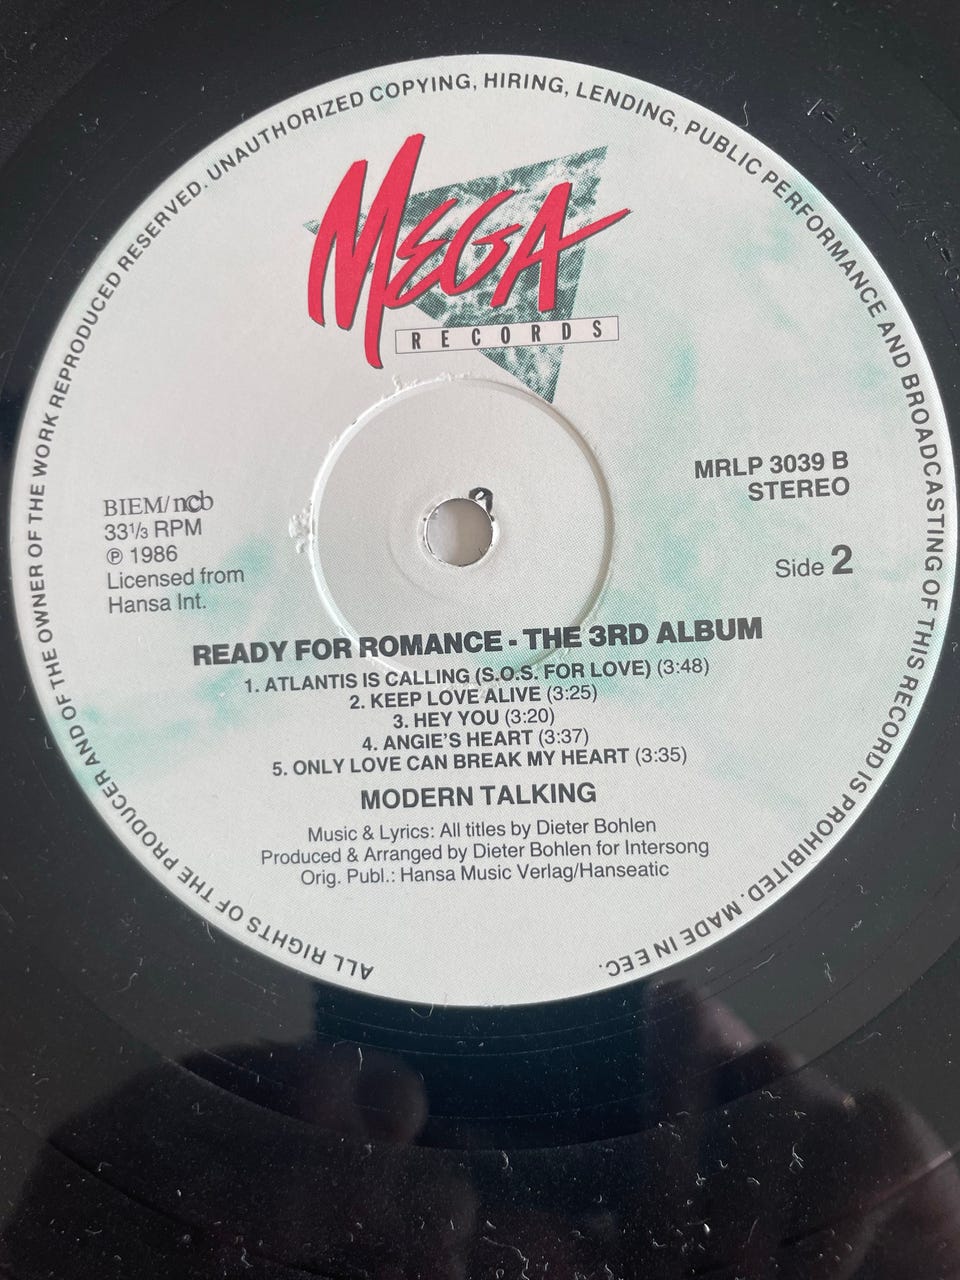 ALL RIGHTS OF THE PRODUCER AND OF THE OWNER OF THE WORK REPRODUCED RESERVED. UNAUTHORIZED COPYING, HIRING, LENDING, PUBLIC PERFORMANCE AND BROADCASTING OF THIS RECORD IS PROHIBITED. MADE IN EEC.
MEGA
RECORDS
MRLP 3039 B
STEREO
Side 2
BIEM/ncb
33⅓ RPM
℗ 1986
Licensed from
Hansa Int.
READY FOR ROMANCE - THE 3RD ALBUM
1. ATLANTIS IS CALLING (S.O.S. FOR LOVE) (3:48)
2. KEEP LOVE ALIVE (3:25)
3. HEY YOU (3:20)
4. ANGIE'S HEART (3:37)
5. ONLY LOVE CAN BREAK MY HEART (3:35)
MODERN TALKING
Music & Lyrics: All titles by Dieter Bohlen
Produced & Arranged by Dieter Bohlen for Intersong
Orig. Publ.: Hansa Music Verlag/Hanseatic